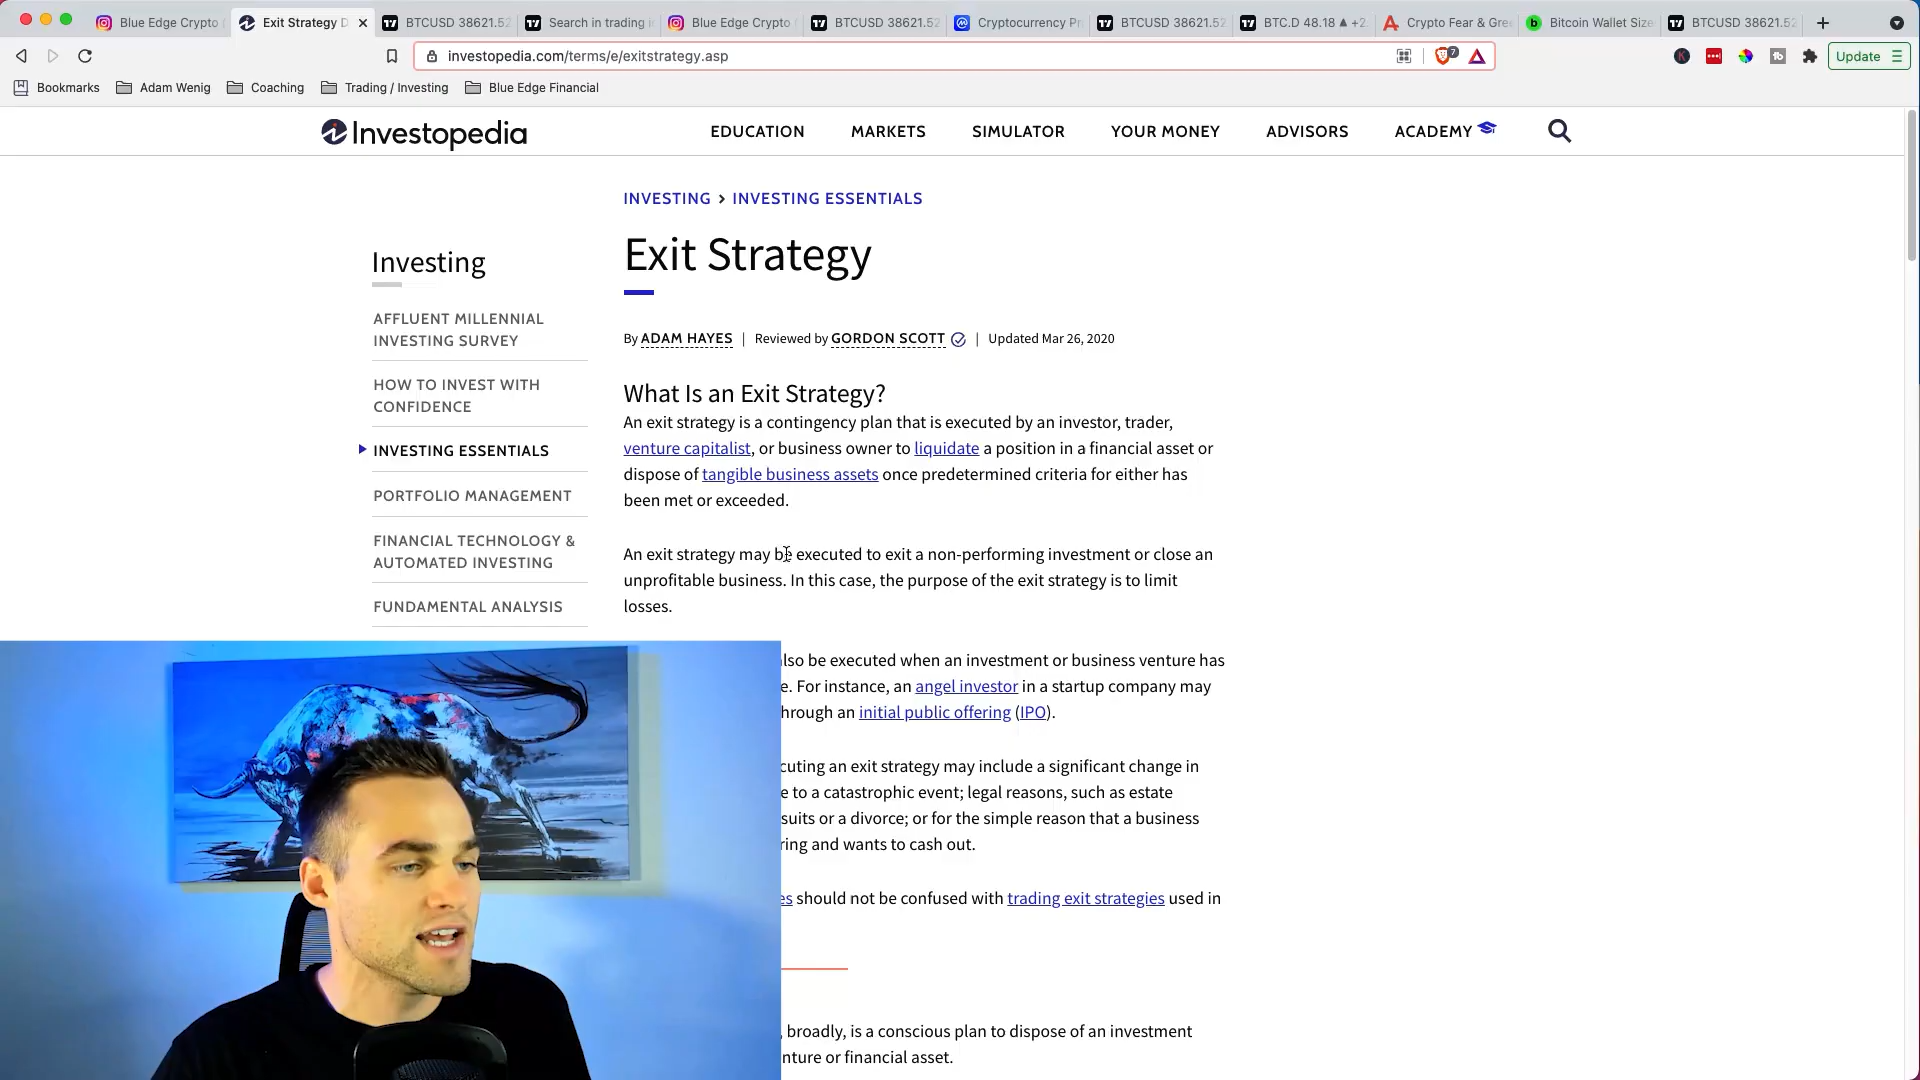 Blue Edge Crypto
Exit Strategy D
BTCUSD 38621.52
Search in trading i
Blue Edge Crypto
BTCUSD 38621.52
Cryptocurrency Pr
BTCUSD 38621.52
BTC.D 48.18 ▲ +2.
Crypto Fear & Gre
Bitcoin Wallet Size
BTCUSD 38621.52
investopedia.com/terms/e/exitstrategy.asp
7
Update
Bookmarks
Adam Wenig
Coaching
Trading / Investing
Blue Edge Financial
Investopedia
EDUCATION
MARKETS
SIMULATOR
YOUR MONEY
ADVISORS
ACADEMY
INVESTING > INVESTING ESSENTIALS
Exit Strategy
By ADAM HAYES | Reviewed by GORDON SCOTT | Updated Mar 26, 2020
Investing
AFFLUENT MILLENNIAL
INVESTING SURVEY
HOW TO INVEST WITH
CONFIDENCE
INVESTING ESSENTIALS
PORTFOLIO MANAGEMENT
FINANCIAL TECHNOLOGY &
AUTOMATED INVESTING
FUNDAMENTAL ANALYSIS
What Is an Exit Strategy?
An exit strategy is a contingency plan that is executed by an investor, trader,
venture capitalist, or business owner to liquidate a position in a financial asset or
dispose of tangible business assets once predetermined criteria for either has
been met or exceeded.
An exit strategy may be executed to exit a non-performing investment or close an
unprofitable business. In this case, the purpose of the exit strategy is to limit
losses.
lso be executed when an investment or business venture has
e. For instance, an angel investor in a startup company may
hrough an initial public offering (IPO).
cuting an exit strategy may include a significant change in
e to a catastrophic event; legal reasons, such as estate
suits or a divorce; or for the simple reason that a business
ring and wants to cash out.
es should not be confused with trading exit strategies used in
, broadly, is a conscious plan to dispose of an investment
nture or financial asset.